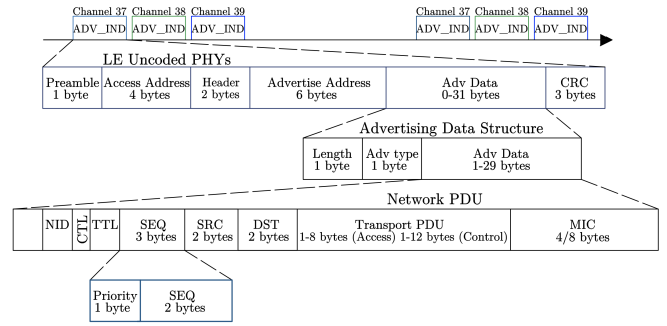 Channel 37 Channel 38 Channel 39 Channel 37 Channel 38 Channel 39
ADV_IND ADV_IND ADV_IND ADV_IND ADV_IND ADV_IND
LE Uncoded PHYs
Preamble Access Address Header Advertise Address Adv Data CRC
1 byte 4 bytes 2 bytes 6 bytes 0-31 bytes 3 bytes
Advertising Data Structure
Length Adv type Adv Data
1 byte 1 byte 1-29 bytes
Network PDU
NID CTL TTL SEQ SRC DST Transport PDU MIC
3 bytes 2 bytes 2 bytes 1-8 bytes (Access) 1-12 bytes (Control) 4/8 bytes
Priority SEQ
1 byte 2 bytes